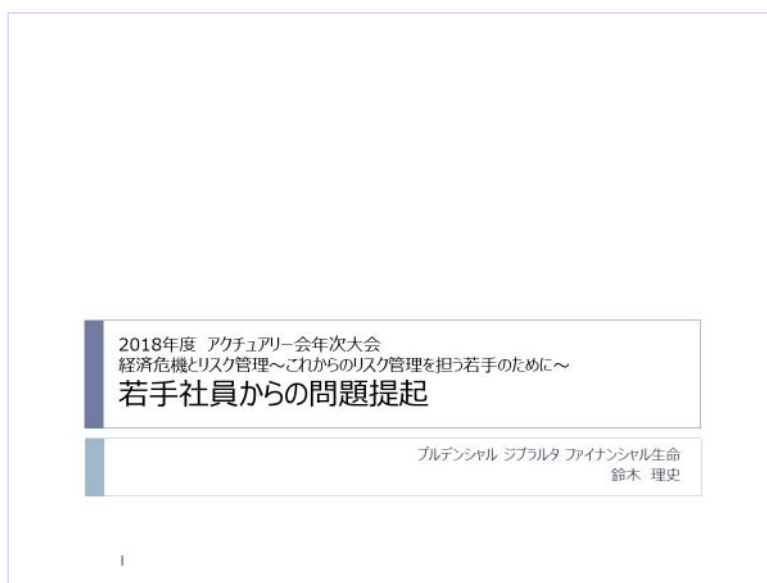 2018年度 アクチュアリー会年次大会
経済危機とリスク管理～これからのリスク管理を担う若手のために～
若手社員からの問題提起
プルデンシャル ジブラルタ ファイナンシャル生命
鈴木 理史
1